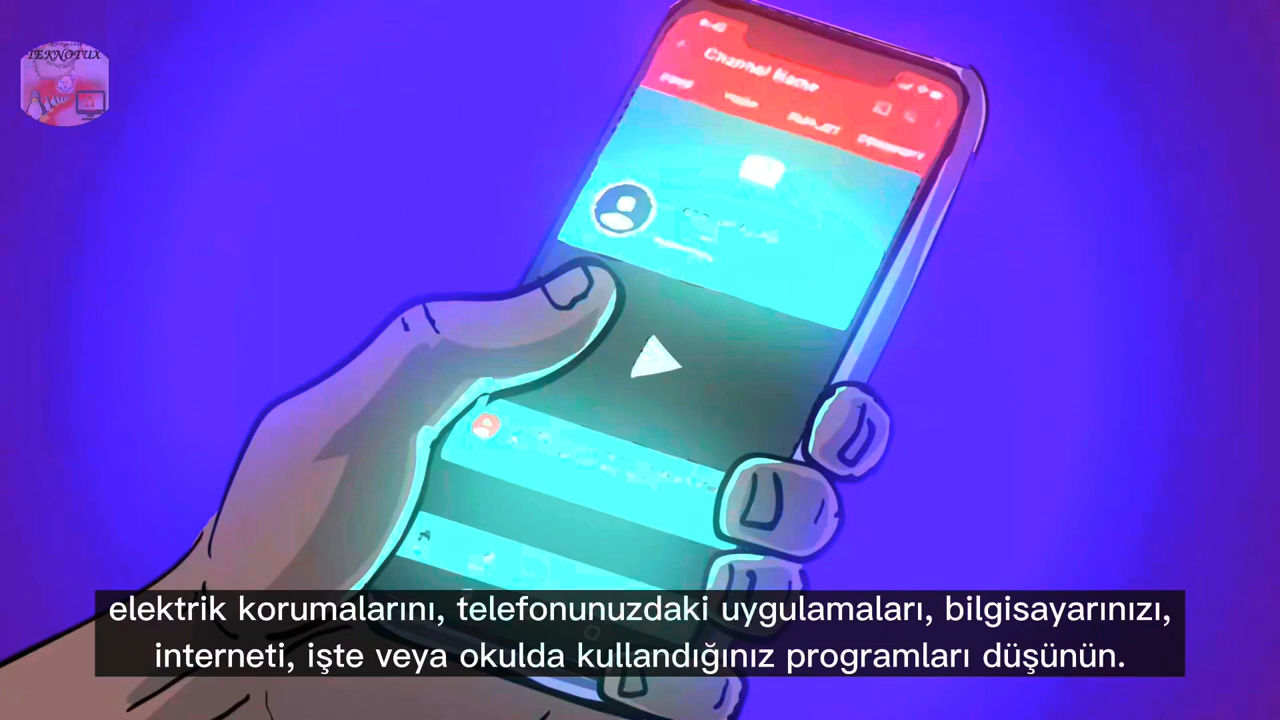 TEKNOTUX
Channel Name
elektrik korumalarını, telefonunuzdaki uygulamaları, bilgisayarınızı,
interneti, işte veya okulda kullandığınız programları düşünün.